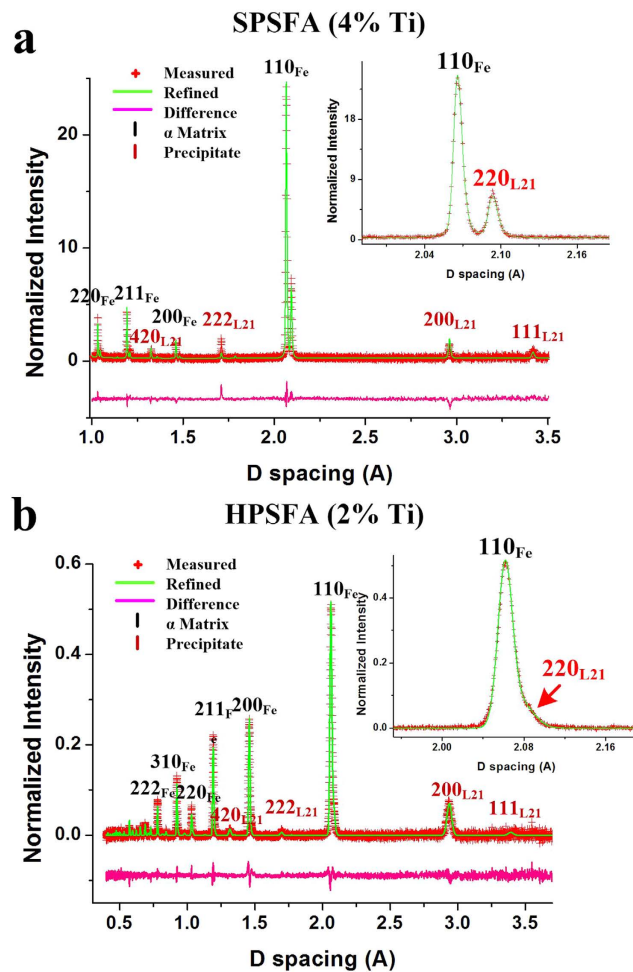 a
SPSFA (4% Ti)
Measured
Refined
Difference
α Matrix
Precipitate
110Fe
220Fe
211Fe
420L21
200Fe
222L21
200L21
111L21
20
10
0
1.0 1.5 2.0 2.5 3.0 3.5
Normalized Intensity
D spacing (A)
110Fe
220L21
18
9
0
2.04 2.10 2.16
Normalized Intensity
D spacing (A)
b
HPSFA (2% Ti)
Measured
Refined
Difference
α Matrix
Precipitate
110Fe
222Fe
310Fe
220Fe
211F
e
420L21
200Fe
222L21
200L21
111L21
0.6
0.4
0.2
0.0
0.5 1.0 1.5 2.0 2.5 3.0 3.5
Normalized Intensity
D spacing (A)
110Fe
220L21
0.4
0.2
0.0
2.00 2.08 2.16
Normalized Intensity
D spacing (A)